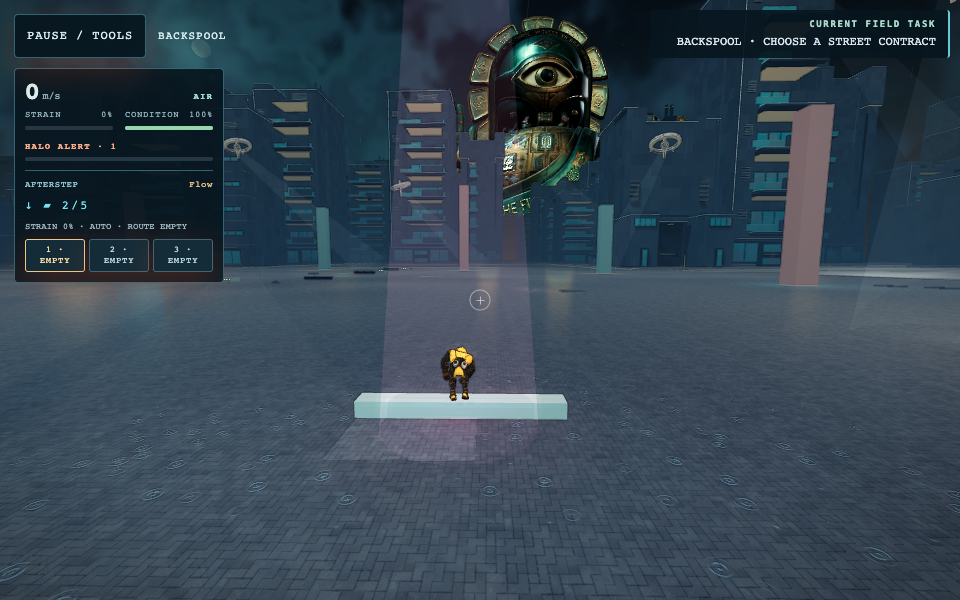 PAUSE / TOOLS
BACKSPOOL
CURRENT FIELD TASK
BACKSPOOL · CHOOSE A STREET CONTRACT
0 m/s
AIR
STRAIN 0%
CONDITION 100%
HALO ALERT · 1
AFTERSTEP
Flow
↓ ▰ 2/5
STRAIN 0% · AUTO · ROUTE EMPTY
1 · EMPTY
2 · EMPTY
3 · EMPTY